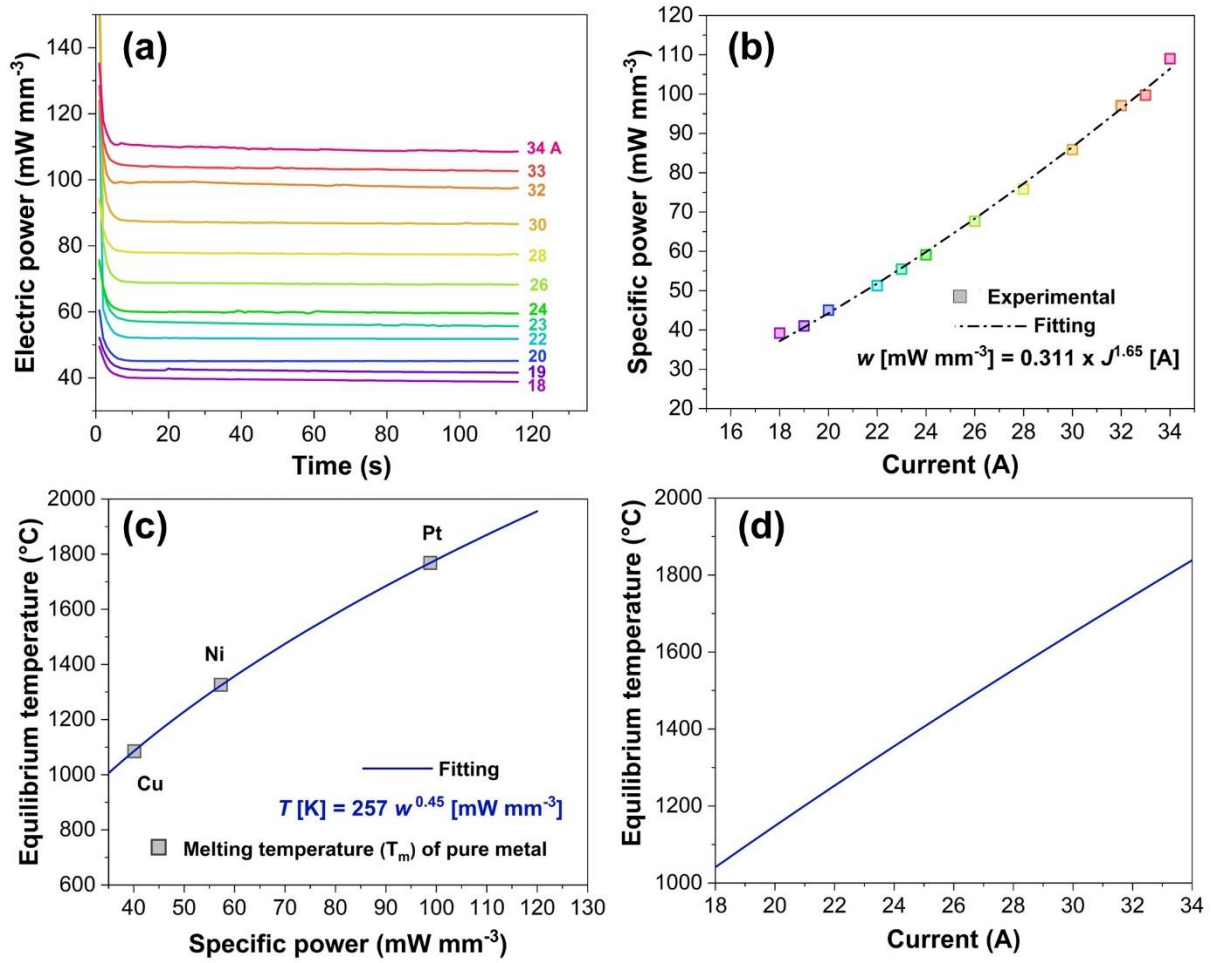 (a)
Electric power (mW mm⁻³)
140
120
100
80
60
40
34 A
33
32
30
28
26
24
23
22
20
19
18
0 20 40 60 80 100 120
Time (s)
(b)
Specific power (mW mm⁻³)
120
110
100
90
80
70
60
50
40
30
20
Experimental
Fitting
w [mW mm⁻³] = 0.311 x J¹·⁶⁵ [A]
16 18 20 22 24 26 28 30 32 34
Current (A)
(c)
Equilibrium temperature (°C)
2000
1800
1600
1400
1200
1000
800
600
Pt
Ni
Cu
Fitting
T [K] = 257 w⁰·⁴⁵ [mW mm⁻³]
Melting temperature (Tₘ) of pure metal
40 50 60 70 80 90 100 110 120 130
Specific power (mW mm⁻³)
(d)
Equilibrium temperature (°C)
2000
1800
1600
1400
1200
1000
18 20 22 24 26 28 30 32 34
Current (A)